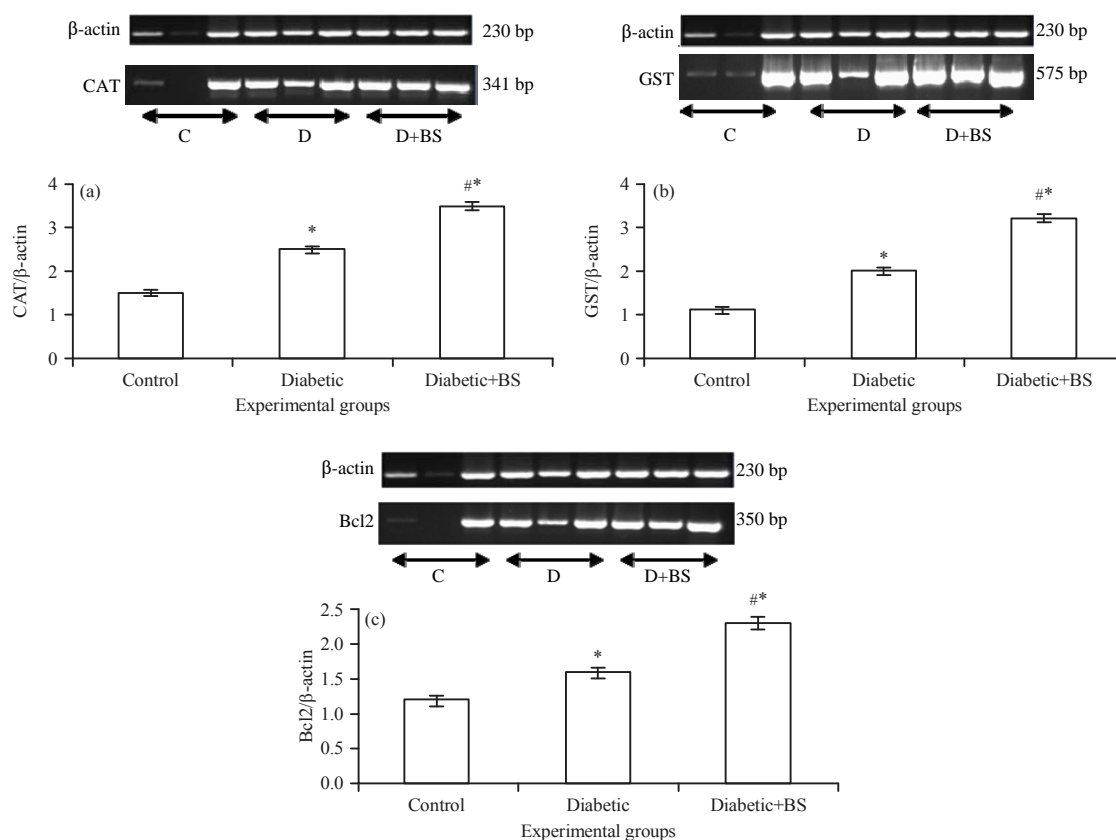 β-actin 230 bp
CAT 341 bp
C D D+BS
(a)
CAT/β-actin
4
3
2
1
0
* #*
Control Diabetic Diabetic+BS
Experimental groups
β-actin 230 bp
GST 575 bp
C D D+BS
(b)
GST/β-actin
4
3
2
1
0
* #*
Control Diabetic Diabetic+BS
Experimental groups
β-actin 230 bp
Bcl2 350 bp
C D D+BS
(c)
Bcl2/β-actin
2.5
2.0
1.5
1.0
0.5
0.0
* #*
Control Diabetic Diabetic+BS
Experimental groups